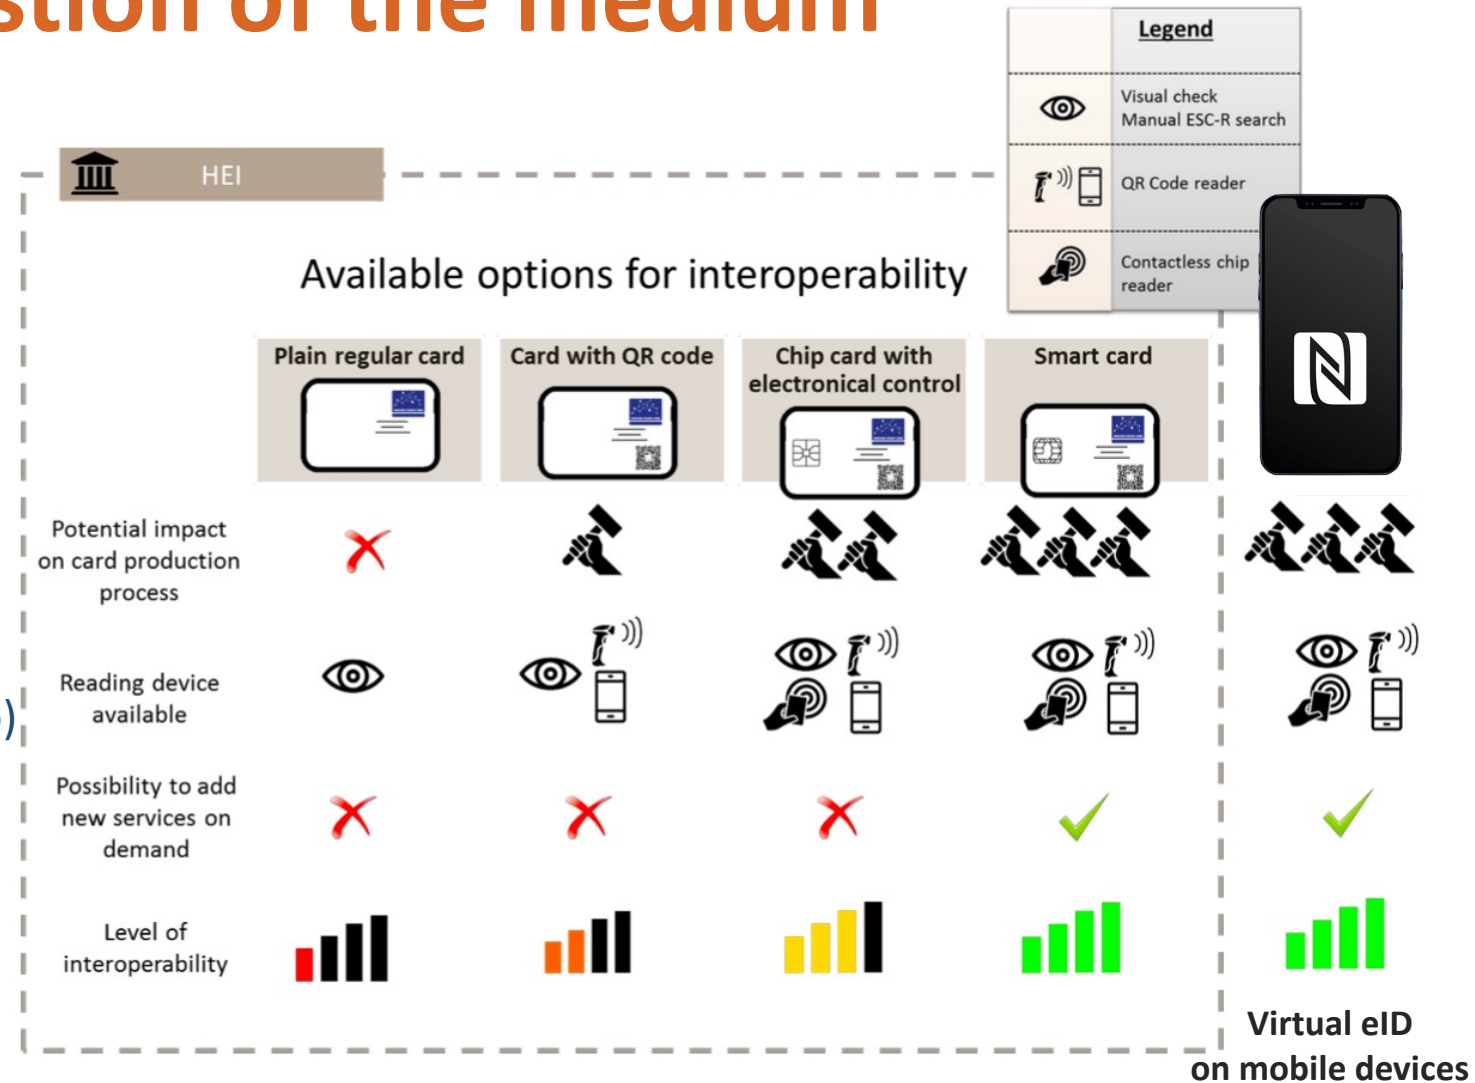 stion of the medium
Legend
Visual check
Manual ESC-R search
QR Code reader
Contactless chip
reader
HEI
Available options for interoperability
Plain regular card
Card with QR code
Chip card with
electronical control
Smart card
Potential impact
on card production
process
Reading device
available
)
Possibility to add
new services on
demand
Level of
interoperability
Virtual eID
on mobile devices